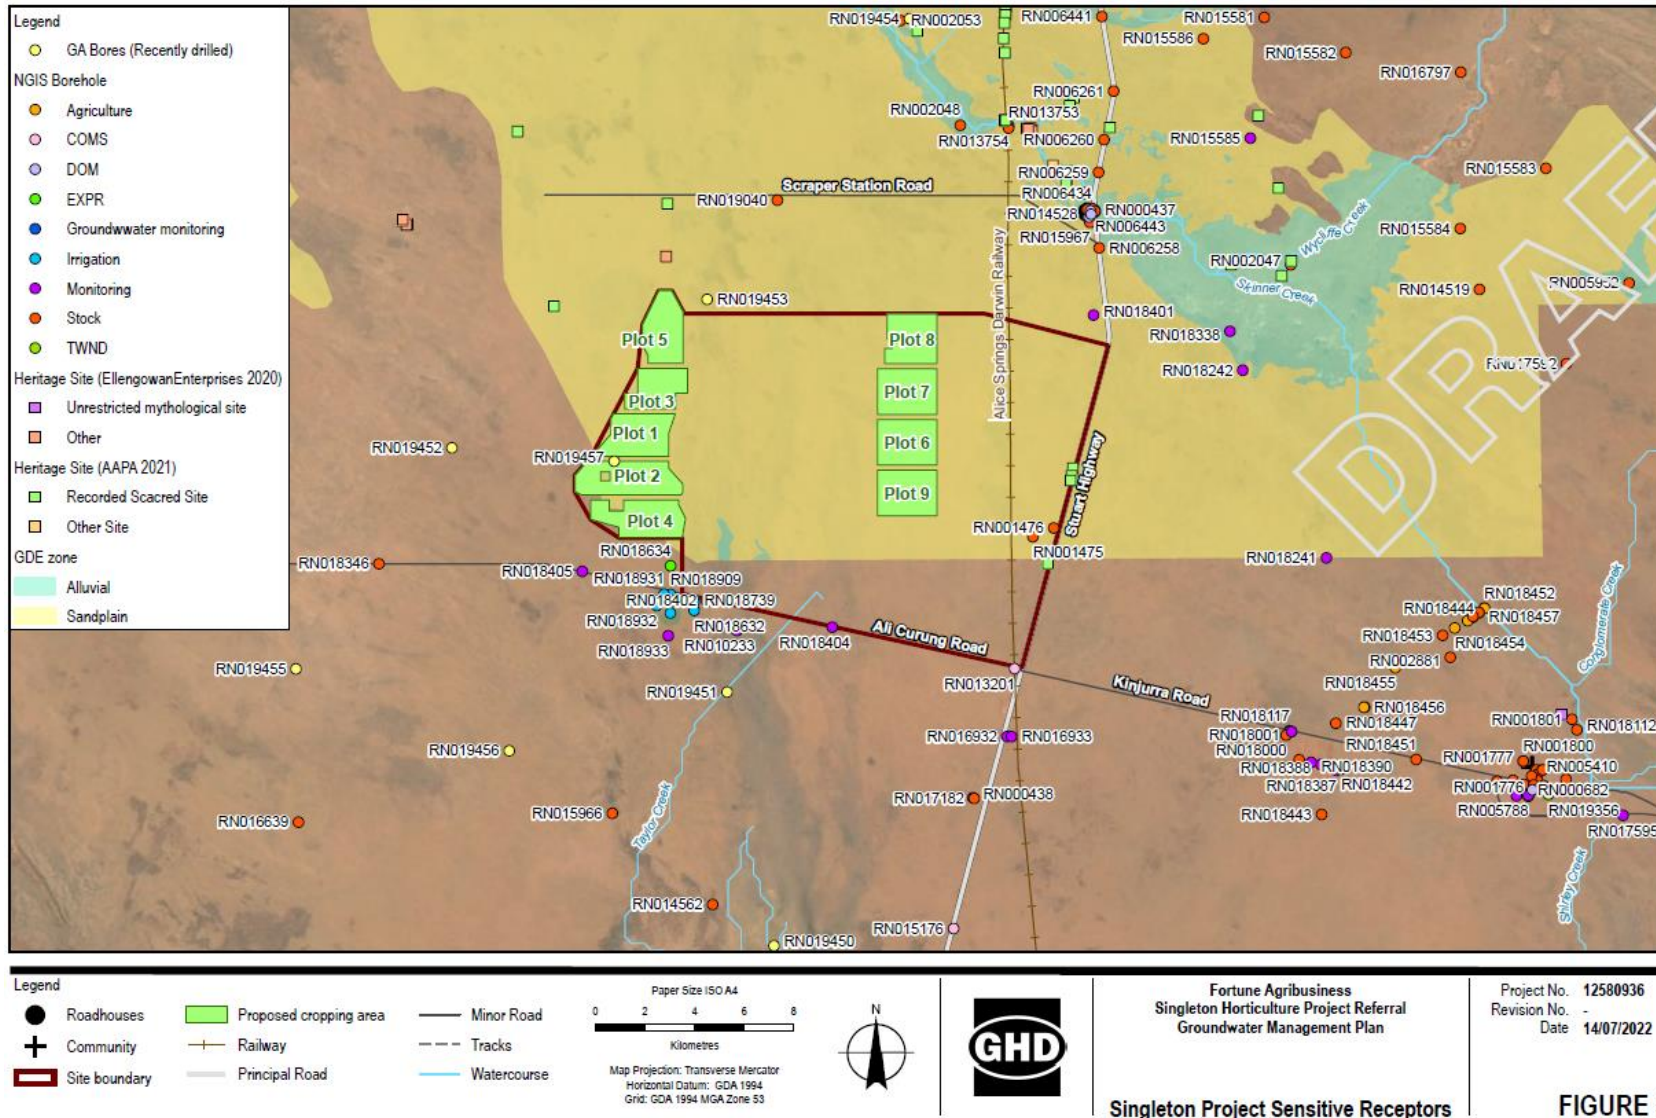 Legend
GA Bores (Recently drilled)
NGIS Borehole
Agriculture
COMS
DOM
EXPR
Groundwwater monitoring
Irrigation
Monitoring
Stock
TWND
Heritage Site (EllengowanEnterprises 2020)
Unrestricted mythological site
Other
Heritage Site (AAPA 2021)
Recorded Scacred Site
Other Site
GDE zone
Alluvial
Sandplain
RN019454
RN002053
RN006441
RN015581
RN015586
RN015582
RN016797
RN006261
RN002048
RN013753
RN013754
RN006260
RN015585
RN006259
RN015583
Scraper Station Road
RN019040
RN006434
RN014528
RN000437
RN006443
RN015967
RN006258
RN015584
Wycliffe Creek
RN002047
Skinner Creek
RN014519
RN005952
Alice Springs Darwin Railway
RN019453
RN018401
RN018338
RN018242
RN017592
DRAF
Plot 5
Plot 8
Plot 3
Plot 7
Plot 1
Plot 6
Plot 2
Plot 9
Plot 4
RN019452
RN019457
Stuart Highway
RN001476
RN001475
RN018634
RN018346
RN018405
RN018931
RN018909
RN018402
RN018739
RN018932
RN018632
RN018933
RN010233
RN018404
Ali Curung Road
RN018241
RN018452
RN018444
RN018457
RN018453
RN018454
RN002881
RN018455
Conglomerate Creek
RN019455
RN019451
RN013201
Kinjurra Road
RN018456
RN018117
RN018447
RN018001
RN018451
RN018000
RN018388
RN018390
RN018387
RN018442
RN018443
RN001801
RN018112
RN001777
RN001800
RN005410
RN001776
RN000682
RN005788
RN019356
RN017595
RN016932
RN016933
RN019456
RN017182
RN000438
RN016639
RN015966
Taylor Creek
RN014562
RN015176
RN019450
Shirley Creek
Legend
Roadhouses
Community
Site boundary
Proposed cropping area
Railway
Principal Road
Minor Road
Tracks
Watercourse
Paper Size ISO A4
0 2 4 6 8
Kilometres
Map Projection: Transverse Mercator
Horizontal Datum: GDA 1994
Grid: GDA 1994 MGA Zone 53
N
GHD
Fortune Agribusiness
Singleton Horticulture Project Referral
Groundwater Management Plan
Singleton Project Sensitive Receptors
Project No. 12580936
Revision No. -
Date 14/07/2022
FIGURE